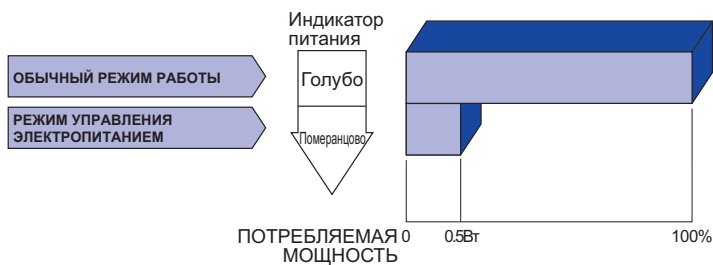 Индикатор
питания
ОБЫЧНЫЙ РЕЖИМ РАБОТЫ
Голубо
РЕЖИМ УПРАВЛЕНИЯ
ЭЛЕКТРОПИТАНИЕМ
Померанцово
ПОТРЕБЛЯЕМАЯ
МОЩНОСТЬ
0
0.5Вт
100%